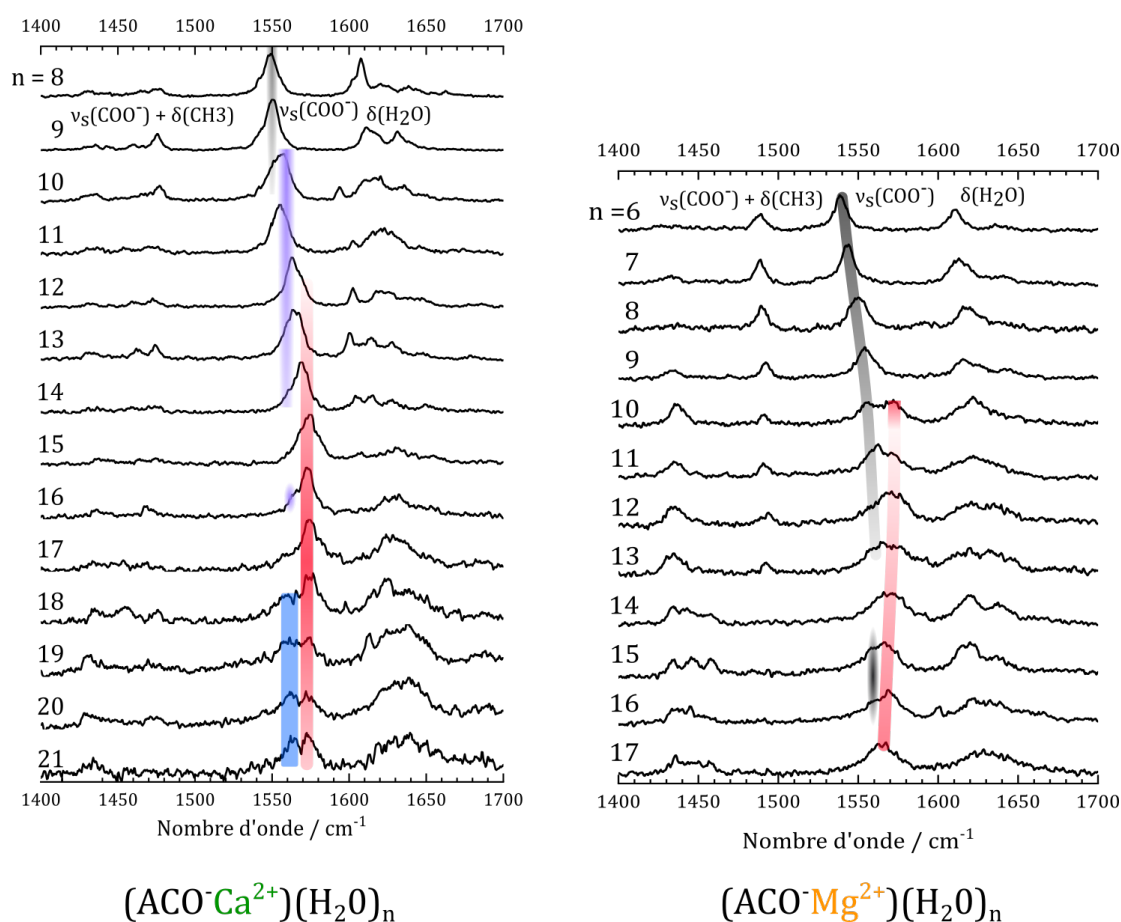 1400 1450 1500 1550 1600 1650 1700
n = 8
νs(COO⁻) + δ(CH3) νs(COO⁻) δ(H2O)
9
10
11
12
13
14
15
16
17
18
19
20
21
1400 1450 1500 1550 1600 1650 1700
Nombre d'onde / cm⁻¹
(ACO⁻Ca²⁺)(H₂0)ₙ
1400 1450 1500 1550 1600 1650 1700
νs(COO⁻) + δ(CH3) νs(COO⁻) δ(H2O)
n =6
7
8
9
10
11
12
13
14
15
16
17
1400 1450 1500 1550 1600 1650 1700
Nombre d'onde / cm⁻¹
(ACO⁻Mg²⁺)(H₂0)ₙ